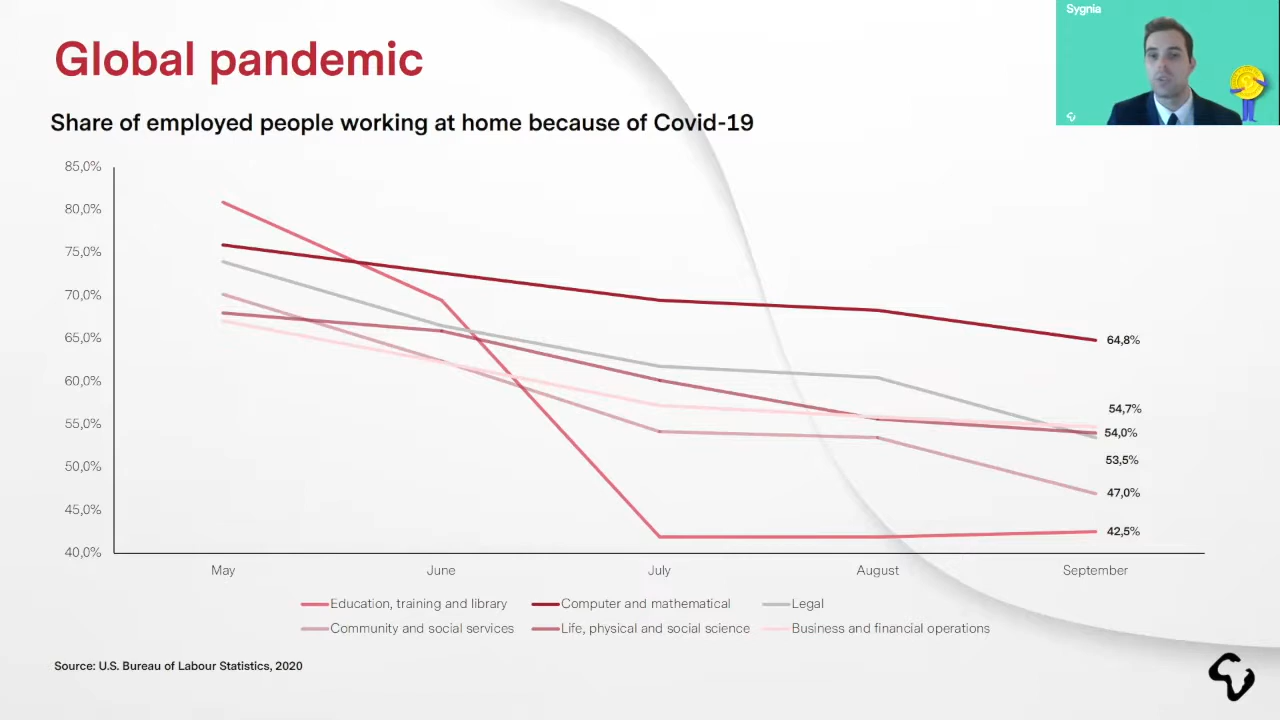 Sygnia
Global pandemic
Share of employed people working at home because of Covid-19
85,0%
80,0%
75,0%
70,0%
65,0%
60,0%
55,0%
50,0%
45,0%
40,0%
64,8%
54,7%
54,0%
53,5%
47,0%
42,5%
May June July August September
Education, training and library Computer and mathematical Legal
Community and social services Life, physical and social science Business and financial operations
Source: U.S. Bureau of Labour Statistics, 2020